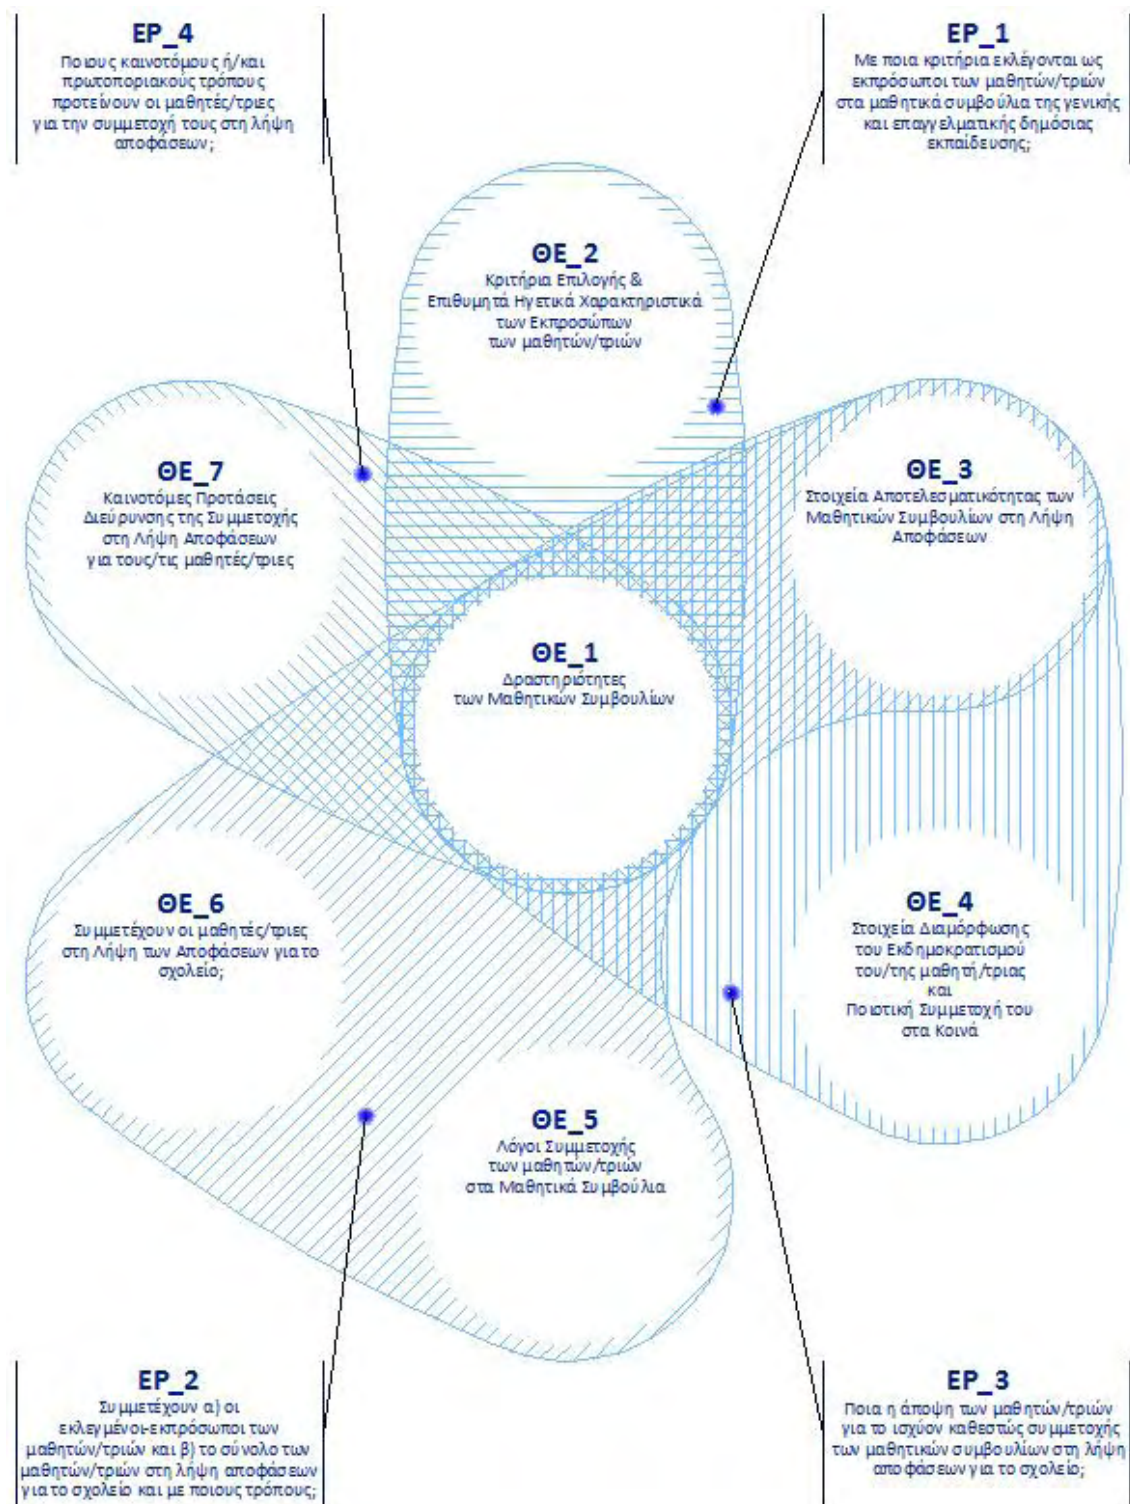 ΕΡ_4
Ποιους καινοτόμους ή/και
πρωτοποριακούς τρόπους
προτείνουν οι μαθητές/τριες
για την συμμετοχή τους στη λήψη
αποφάσεων;
ΕΡ_1
Με ποια κριτήρια εκλέγονται ως
εκπρόσωποι των μαθητών/τριών
στα μαθητικά συμβούλια της γενικής
και επαγγελματικής δημόσιας
εκπαίδευσης;
ΘΕ_2
Κριτήρια Επιλογής &
Επιθυμητά Ηγετικά Χαρακτηριστικά
των Εκπροσώπων
των μαθητών/τριών
ΘΕ_7
Καινοτόμες Προτάσεις
Διεύρυνσης της Συμμετοχής
στη Λήψη Αποφάσεων
για τους/τις μαθητές/τριες
ΘΕ_3
Στοιχεία Αποτελεσματικότητας των
Μαθητικών Συμβουλίων στη Λήψη
Αποφάσεων
ΘΕ_1
Δραστηριότητες
των Μαθητικών Συμβουλίων
ΘΕ_6
Συμμετέχουν οι μαθητές/τριες
στη Λήψη των Αποφάσεων για το
σχολείο;
ΘΕ_4
Στοιχεία Διαμόρφωσης
του Εκδημοκρατισμού
του/της μαθητή/τριας
και
Ποιοτική Συμμετοχή του
στα Κοινά
ΘΕ_5
Λόγοι Συμμετοχής
των μαθητών/τριών
στα Μαθητικά Συμβούλια
ΕΡ_2
Συμμετέχουν α) οι
εκλεγμένοι-εκπρόσωποι των
μαθητών/τριών και β) το σύνολο των
μαθητών/τριών στη λήψη αποφάσεων
για το σχολείο και με ποιους τρόπους;
ΕΡ_3
Ποια η άποψη των μαθητών/τριών
για το ισχύον καθεστώς συμμετοχής
των μαθητικών συμβουλίων στη λήψη
αποφάσεων για το σχολείο;